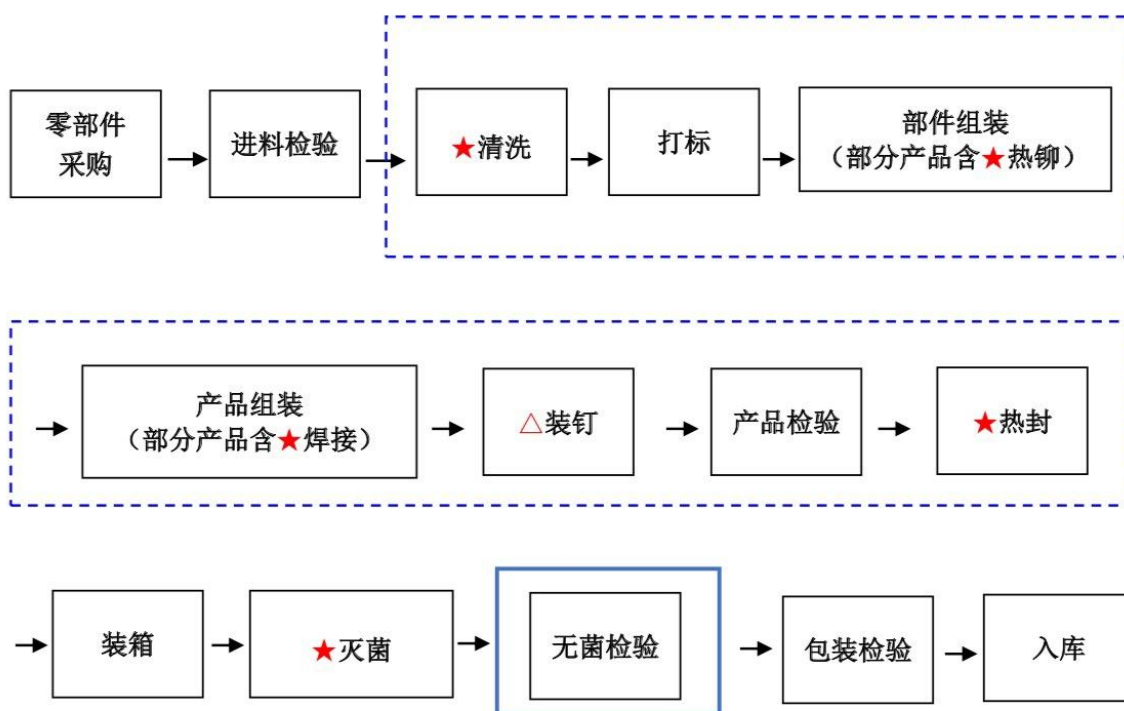 零部件
采购
进料检验
★清洗
打标
部件组装
（部分产品含★热铆）
产品组装
（部分产品含★焊接）
△装钉
产品检验
★热封
装箱
★灭菌
无菌检验
包装检验
入库